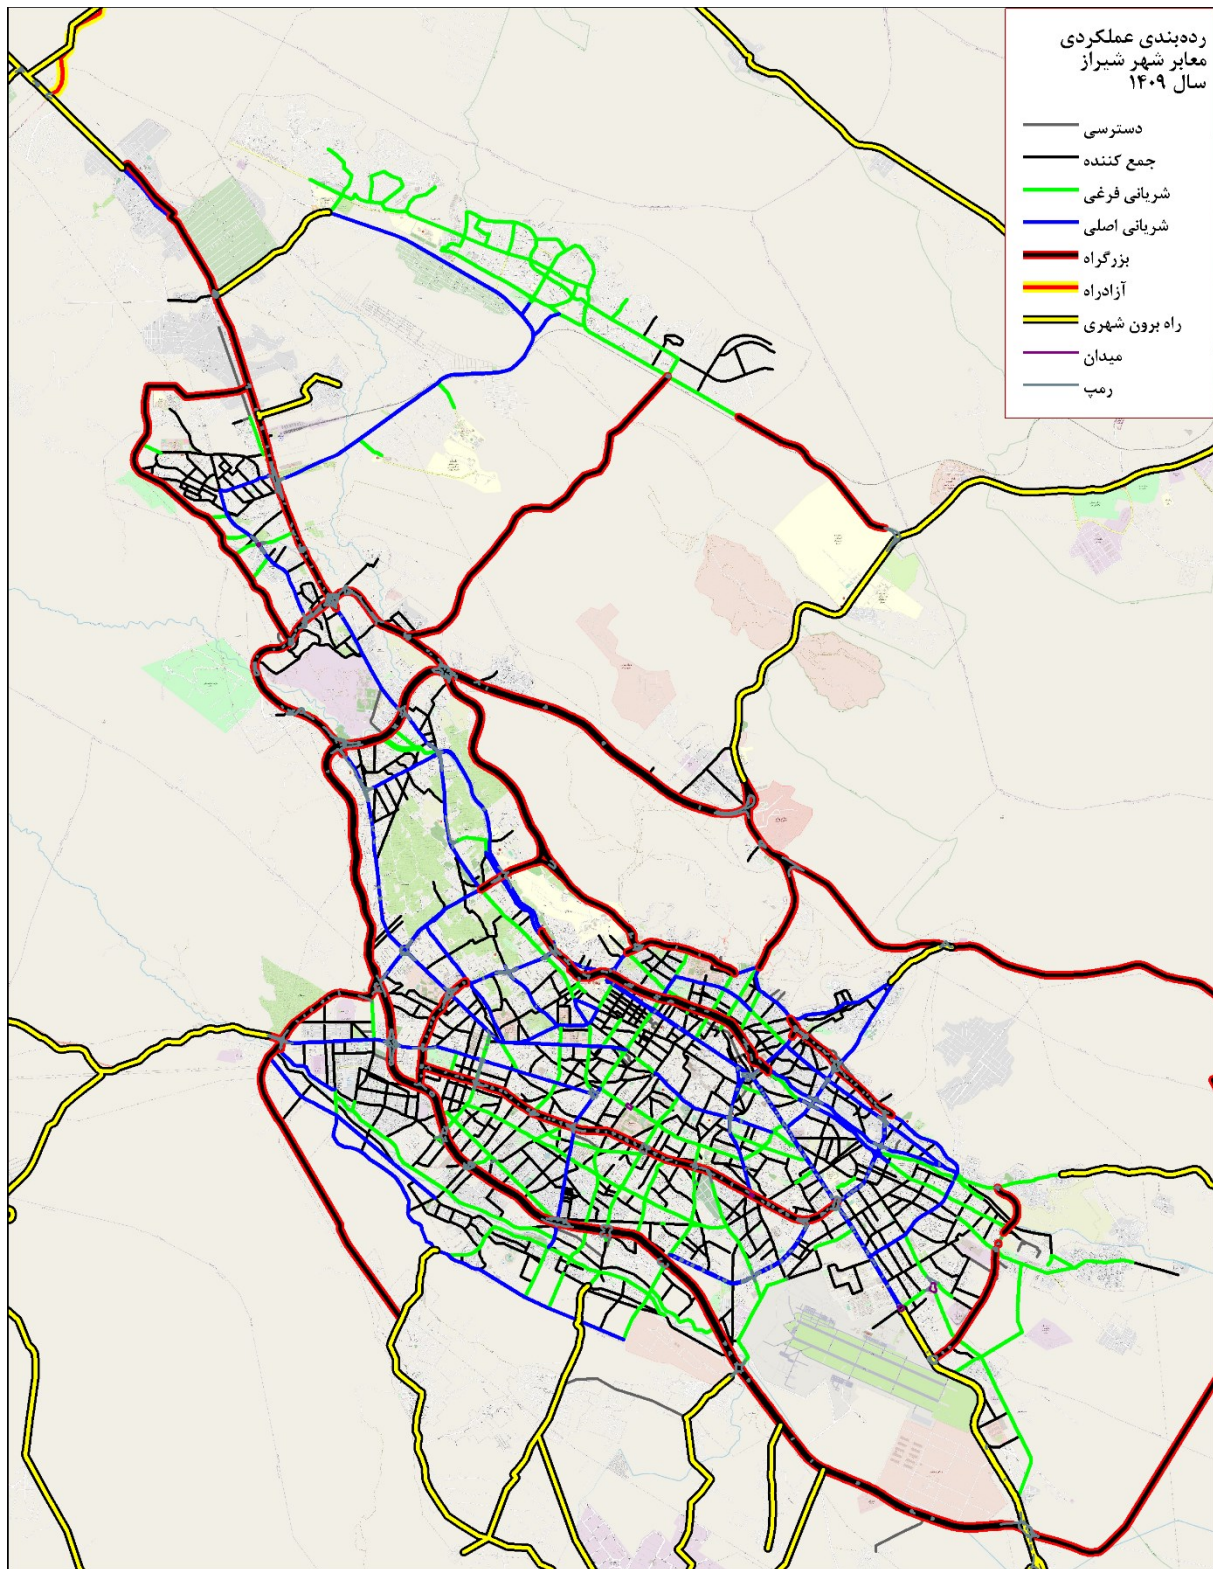 رده‌بندی عملکردی
معابر شهر شیراز
سال ۱۴۰۹
دسترسی
جمع کننده
شریانی فرغی
شریانی اصلی
بزرگراه
آزادراه
راه برون شهری
میدان
رمپ